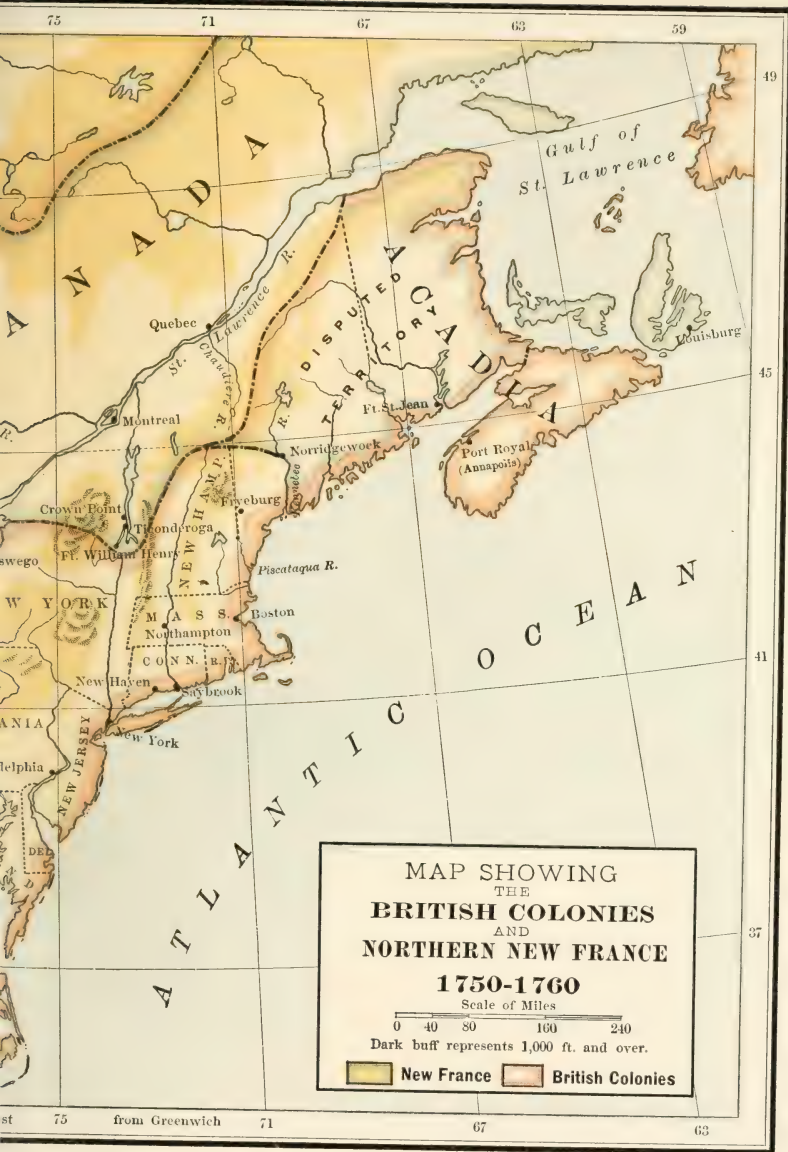 75 71 67 63 59
49
Gulf of
St. Lawrence
A N A D A
ACADIA
DISPUTED
TERRITORY
Quebec
St. Lawrence R.
Chaudiere R.
Louisburg
45
Montreal
R.
Ft. St. Jean
R.
Norridgewock
Kennebec
Port Royal
(Annapolis)
Crown Point
Fryeburg
Ticonderoga
NEW HAMP.
swego
Ft. William Henry
Piscataqua R.
W YORK
MASS.
Boston
Northampton
CONN.
R.I.
41
New Haven
Saybrook
ATLANTIC OCEAN
ANIA
New York
NEW JERSEY
delphia
DEL
D
37
MAP SHOWING
THE
BRITISH COLONIES
AND
NORTHERN NEW FRANCE
1750-1760
Scale of Miles
0 40 80 160 240
Dark buff represents 1,000 ft. and over.
New France British Colonies
st 75 from Greenwich 71 67 63